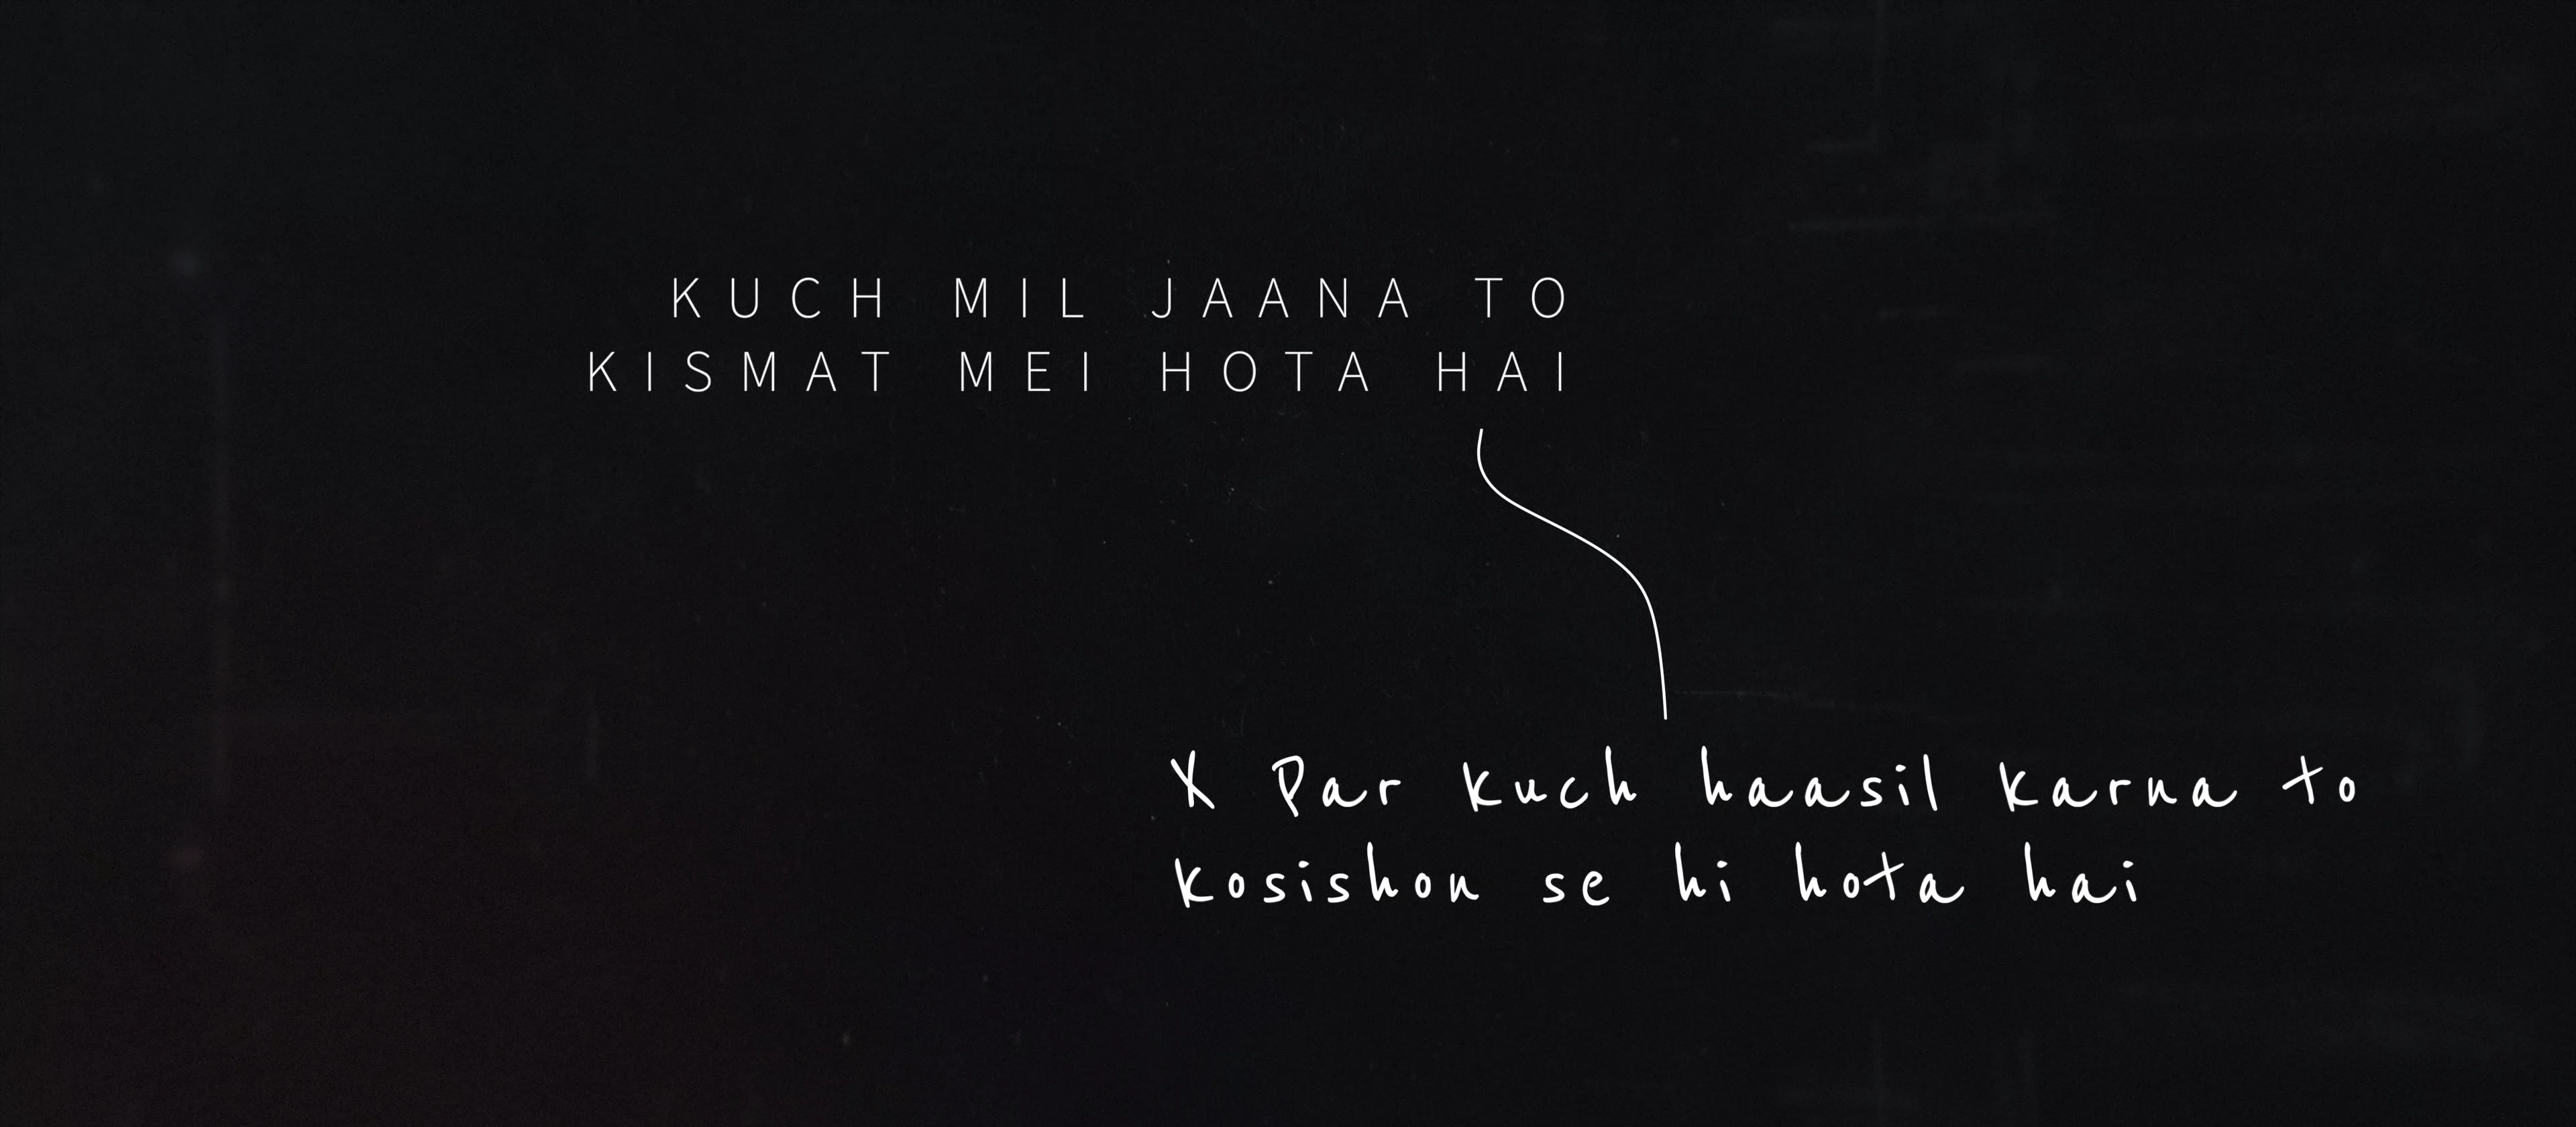 KUCH MIL JAANA TO
KISMAT MEI HOTA HAI
X Par kuch haasil karna to
kosishon se hi hota hai